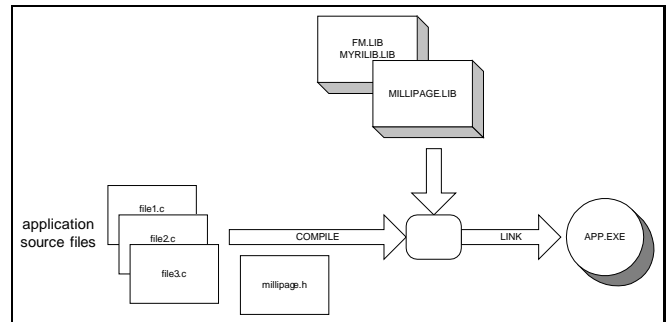 FM.LIB
MYRILIB.LIB
MILLIPAGE.LIB
application
source files
file1.c
file2.c
file3.c
COMPILE
millipage.h
LINK
APP.EXE